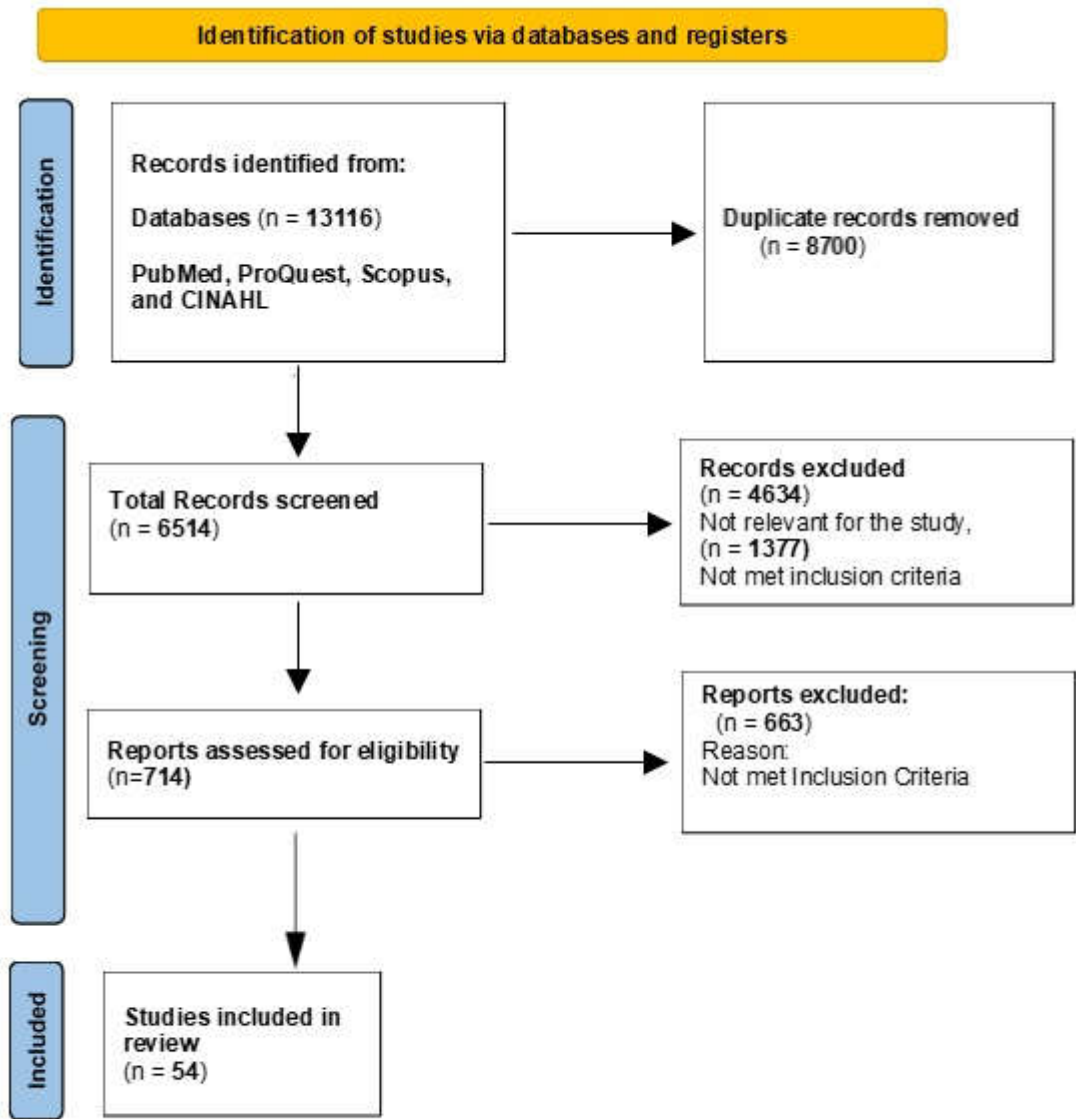 Identification of studies via databases and registers
Identification
Records identified from:
Databases (n = 13116)
PubMed, ProQuest, Scopus,
and CINAHL
Duplicate records removed
(n = 8700)
Screening
Total Records screened
(n = 6514)
Records excluded
(n = 4634)
Not relevant for the study,
(n = 1377)
Not met inclusion criteria
Reports assessed for eligibility
(n=714)
Reports excluded:
(n = 663)
Reason:
Not met Inclusion Criteria
Included
Studies included in
review
(n = 54)